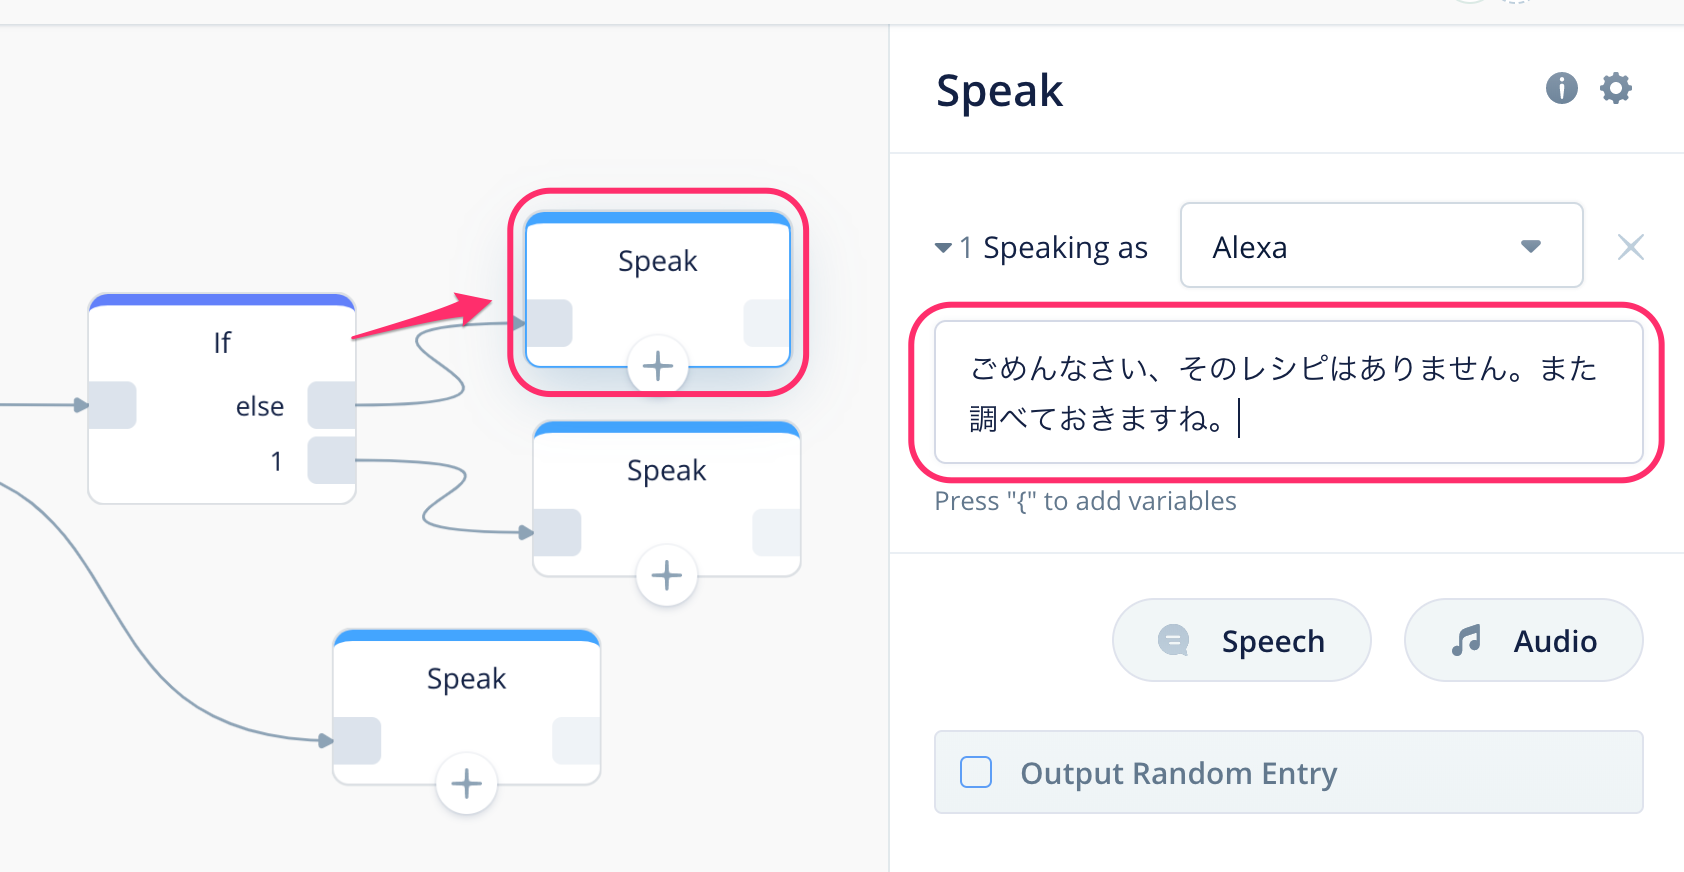 If
else
1
Speak
Speak
Speak
Speak
1 Speaking as
Alexa
ごめんなさい、そのレシピはありません。また
調べておきますね。
Press "{" to add variables
Speech
Audio
Output Random Entry